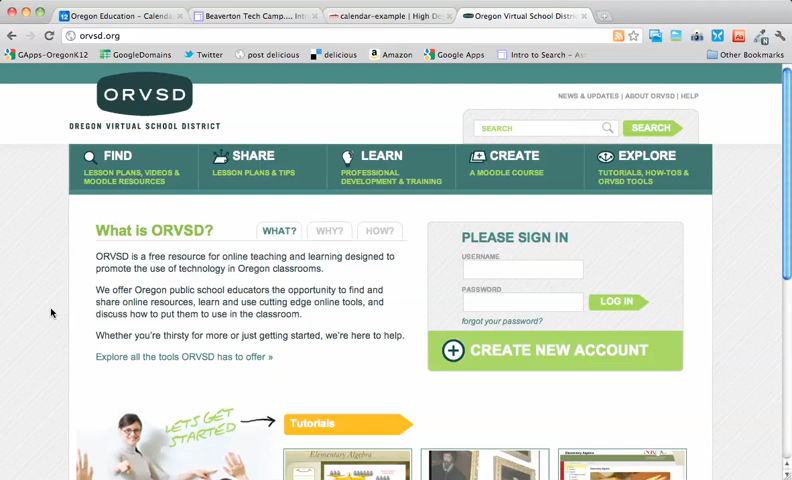 Oregon Education - Calenda
Beaverton Tech Camp.... Int
calendar-example | High De
Oregon Virtual School Distri
orvsd.org
GApps-OregonK12 GoogleDomains Twitter post delicious delicious Amazon Google Apps Intro to Search - As Other Bookmarks
ORVSD
OREGON VIRTUAL SCHOOL DISTRICT
NEWS & UPDATES | ABOUT ORVSD | HELP
SEARCH SEARCH
FIND
LESSON PLANS, VIDEOS &
MOODLE RESOURCES
SHARE
LESSON PLANS & TIPS
LEARN
PROFESSIONAL
DEVELOPMENT & TRAINING
CREATE
A MOODLE COURSE
EXPLORE
TUTORIALS, HOW-TOS &
ORVSD TOOLS
What is ORVSD? WHAT? WHY? HOW?
ORVSD is a free resource for online teaching and learning designed to
promote the use of technology in Oregon classrooms.
We offer Oregon public school educators the opportunity to find and
share online resources, learn and use cutting edge online tools, and
discuss how to put them to use in the classroom.
Whether you're thirsty for more or just getting started, we're here to help.
Explore all the tools ORVSD has to offer »
PLEASE SIGN IN
USERNAME
PASSWORD
LOG IN
forgot your password?
CREATE NEW ACCOUNT
LETS GET
STARTED
Tutorials
Elementary Algebra
Elementary Algebra